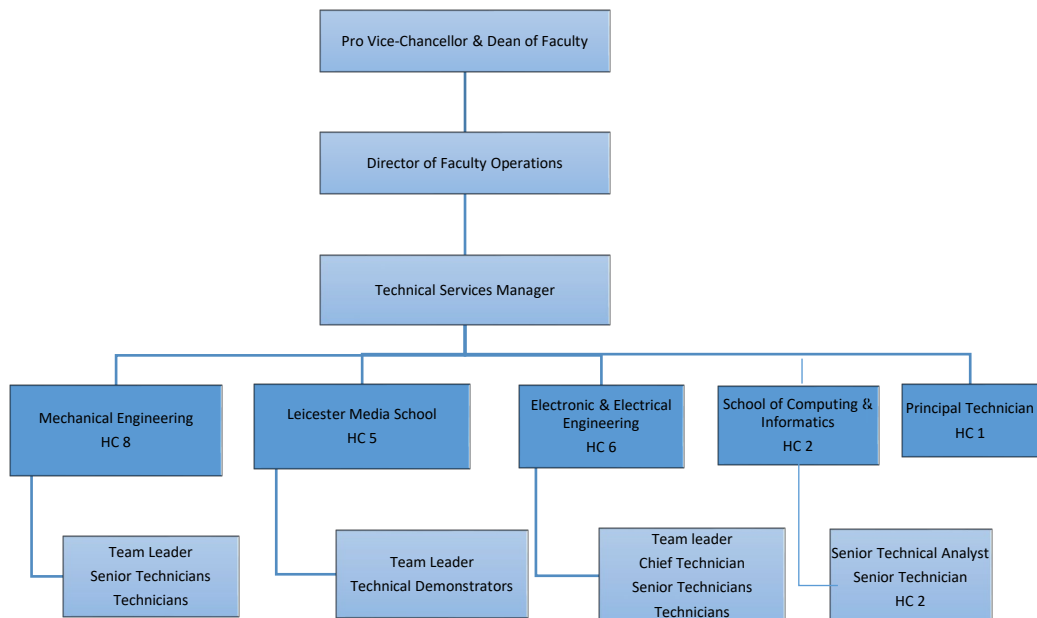 Pro Vice-Chancellor & Dean of Faculty
Director of Faculty Operations
Technical Services Manager
Mechanical Engineering
HC 8
Leicester Media School
HC 5
Electronic & Electrical
Engineering
HC 6
School of Computing &
Informatics
HC 2
Principal Technician
HC 1
Team Leader
Senior Technicians
Technicians
Team Leader
Technical Demonstrators
Team leader
Chief Technician
Senior Technicians
Technicians
Senior Technical Analyst
Senior Technician
HC 2